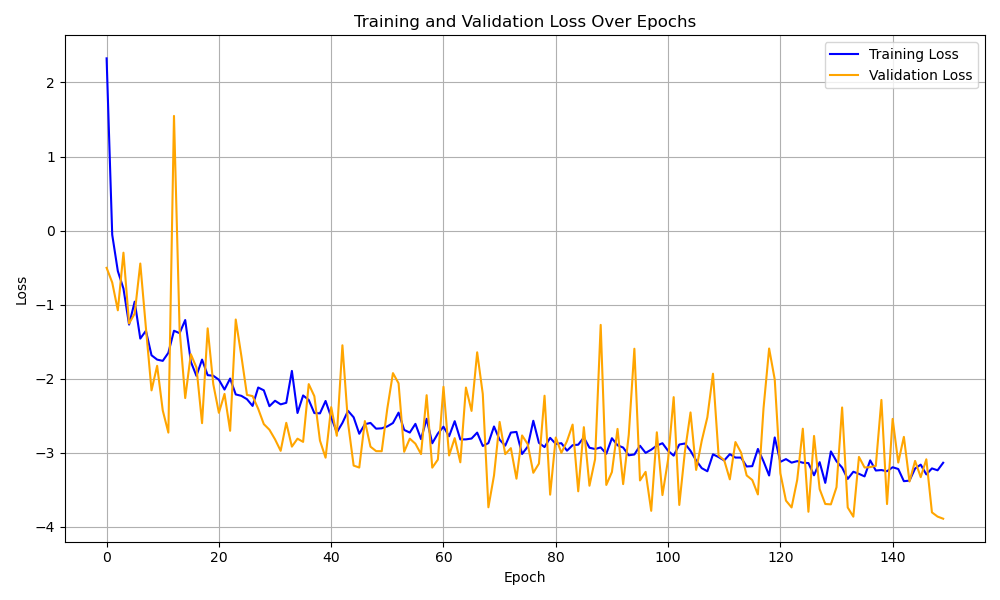 Training and Validation Loss Over Epochs
Training Loss
Validation Loss
Loss
2
1
0
−1
−2
−3
−4
0 20 40 60 80 100 120 140
Epoch